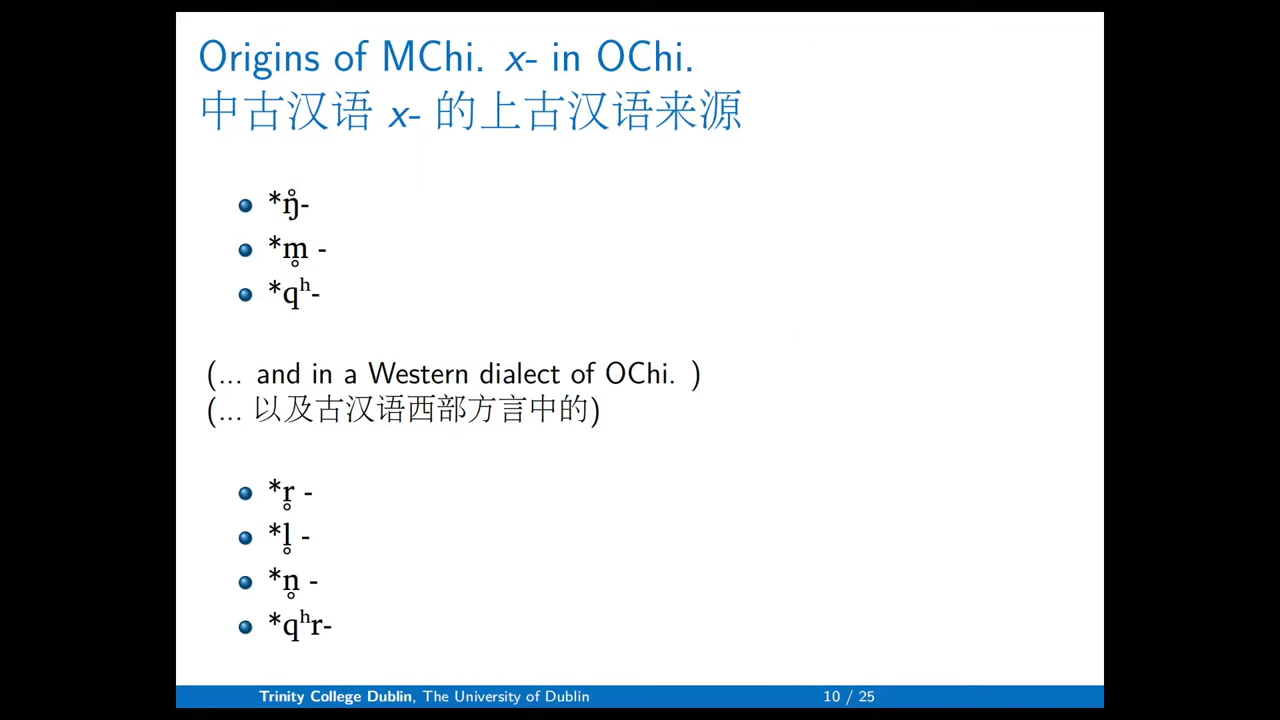 Origins of MChi. x- in OChi.
中古汉语 x- 的上古汉语来源
*ŋ̊-
*m̥ -
*qʰ-
(... and in a Western dialect of OChi. )
(... 以及古汉语西部方言中的)
*r̥ -
*l̥ -
*n̥ -
*qʰr-
Trinity College Dublin, The University of Dublin 10 / 25